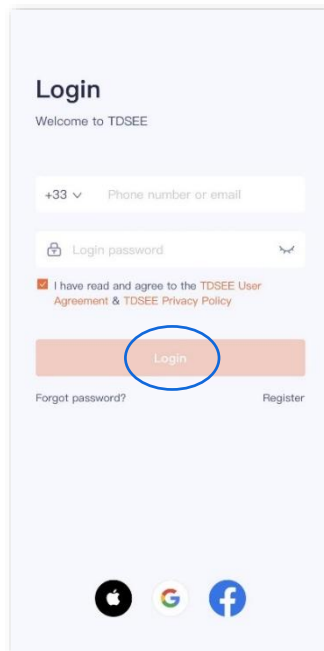 Login
Welcome to TDSEE
+33 Phone number or email
Login password
I have read and agree to the TDSEE User
Agreement & TDSEE Privacy Policy
Login
Forgot password? Register